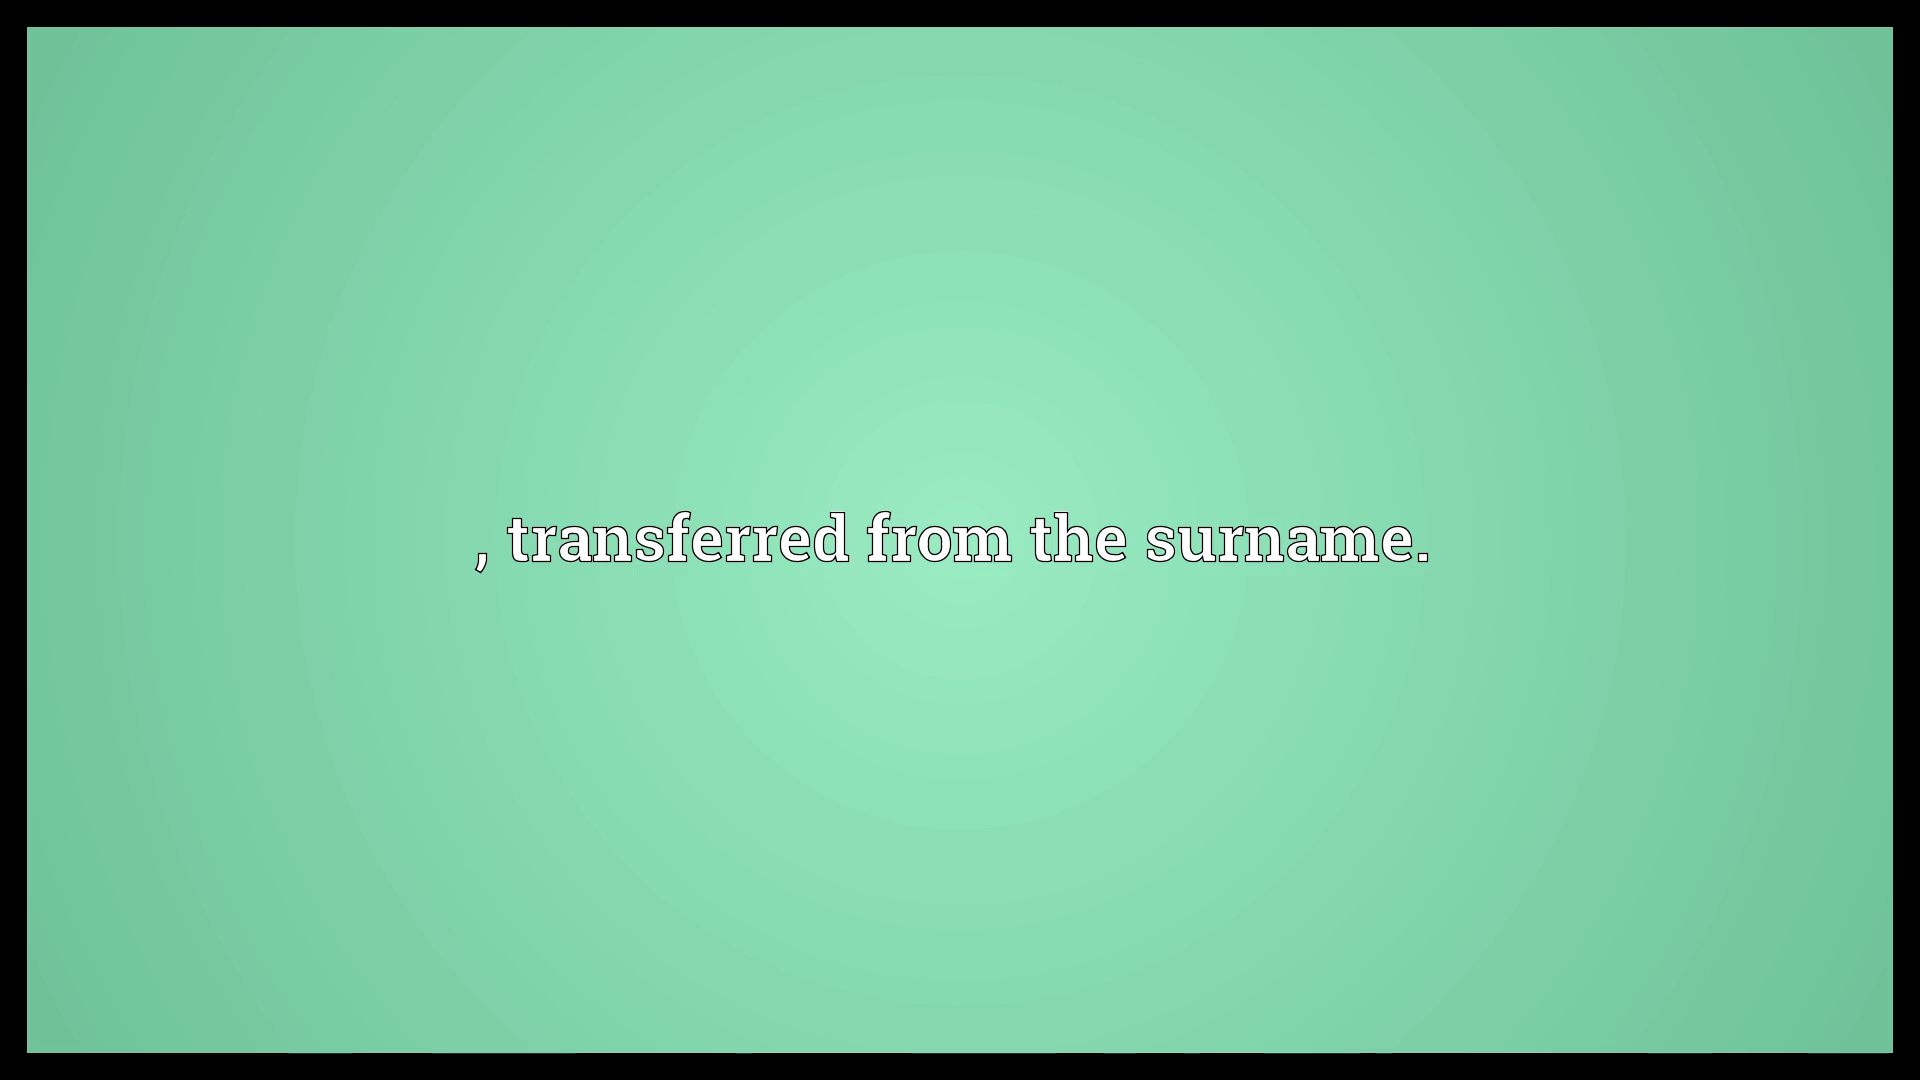 , transferred from the surname.